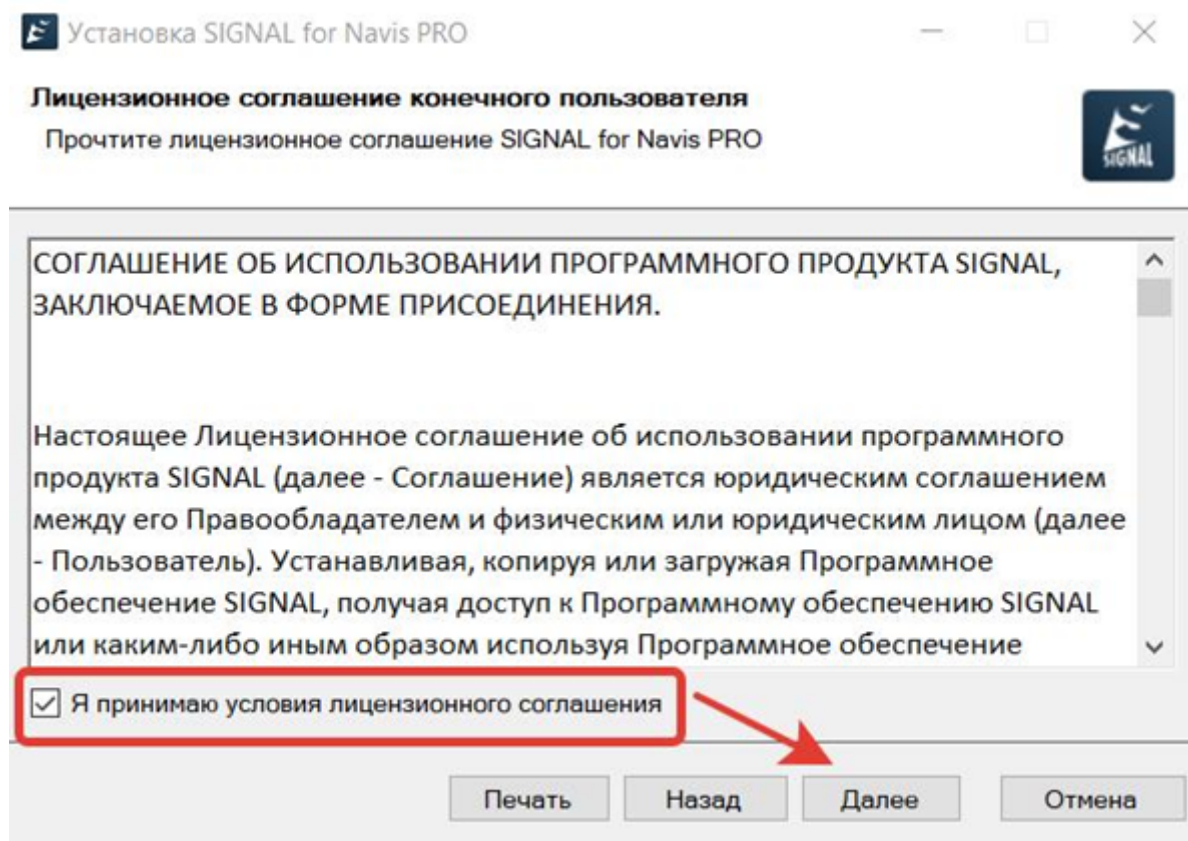 Установка SIGNAL for Navis PRO
Лицензионное соглашение конечного пользователя
Прочтите лицензионное соглашение SIGNAL for Navis PRO
SIGNAL
СОГЛАШЕНИЕ ОБ ИСПОЛЬЗОВАНИИ ПРОГРАММНОГО ПРОДУКТА SIGNAL,
ЗАКЛЮЧАЕМОЕ В ФОРМЕ ПРИСОЕДИНЕНИЯ.
Настоящее Лицензионное соглашение об использовании программного
продукта SIGNAL (далее - Соглашение) является юридическим соглашением
между его Правообладателем и физическим или юридическим лицом (далее
- Пользователь). Устанавливая, копируя или загружая Программное
обеспечение SIGNAL, получая доступ к Программному обеспечению SIGNAL
или каким-либо иным образом используя Программное обеспечение
Я принимаю условия лицензионного соглашения
Печать Назад Далее Отмена